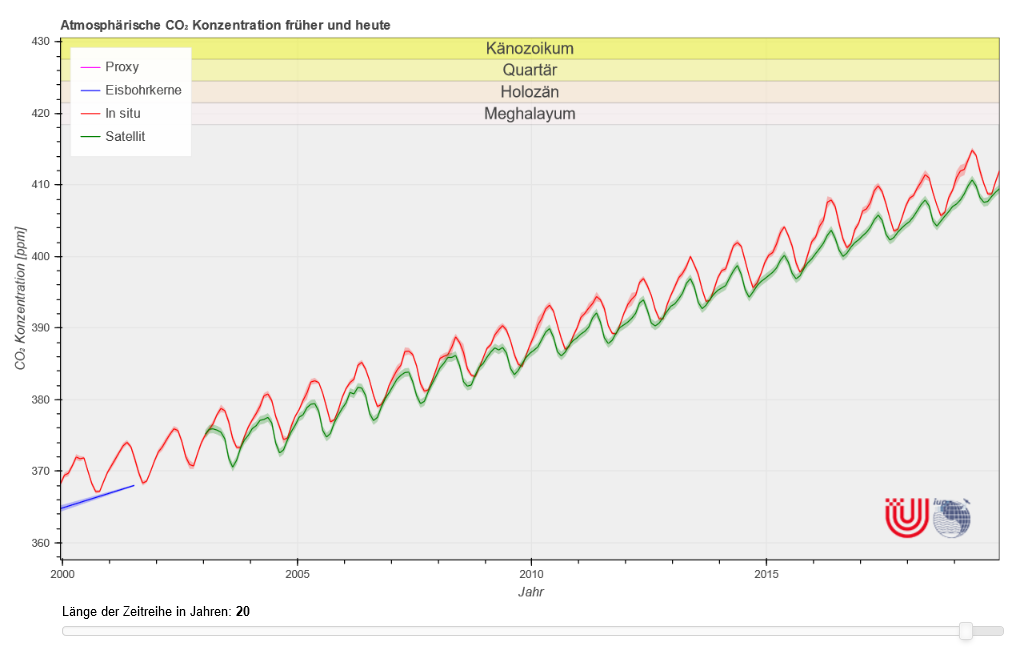 Atmosphärische CO₂ Konzentration früher und heute
430
420
410
400
390
380
370
360
CO₂ Konzentration [ppm]
Känozoikum
Quartär
Holozän
Meghalayum
Proxy
Eisbohrkerne
In situ
Satellit
2000
2005
2010
2015
Jahr
Länge der Zeitreihe in Jahren: 20